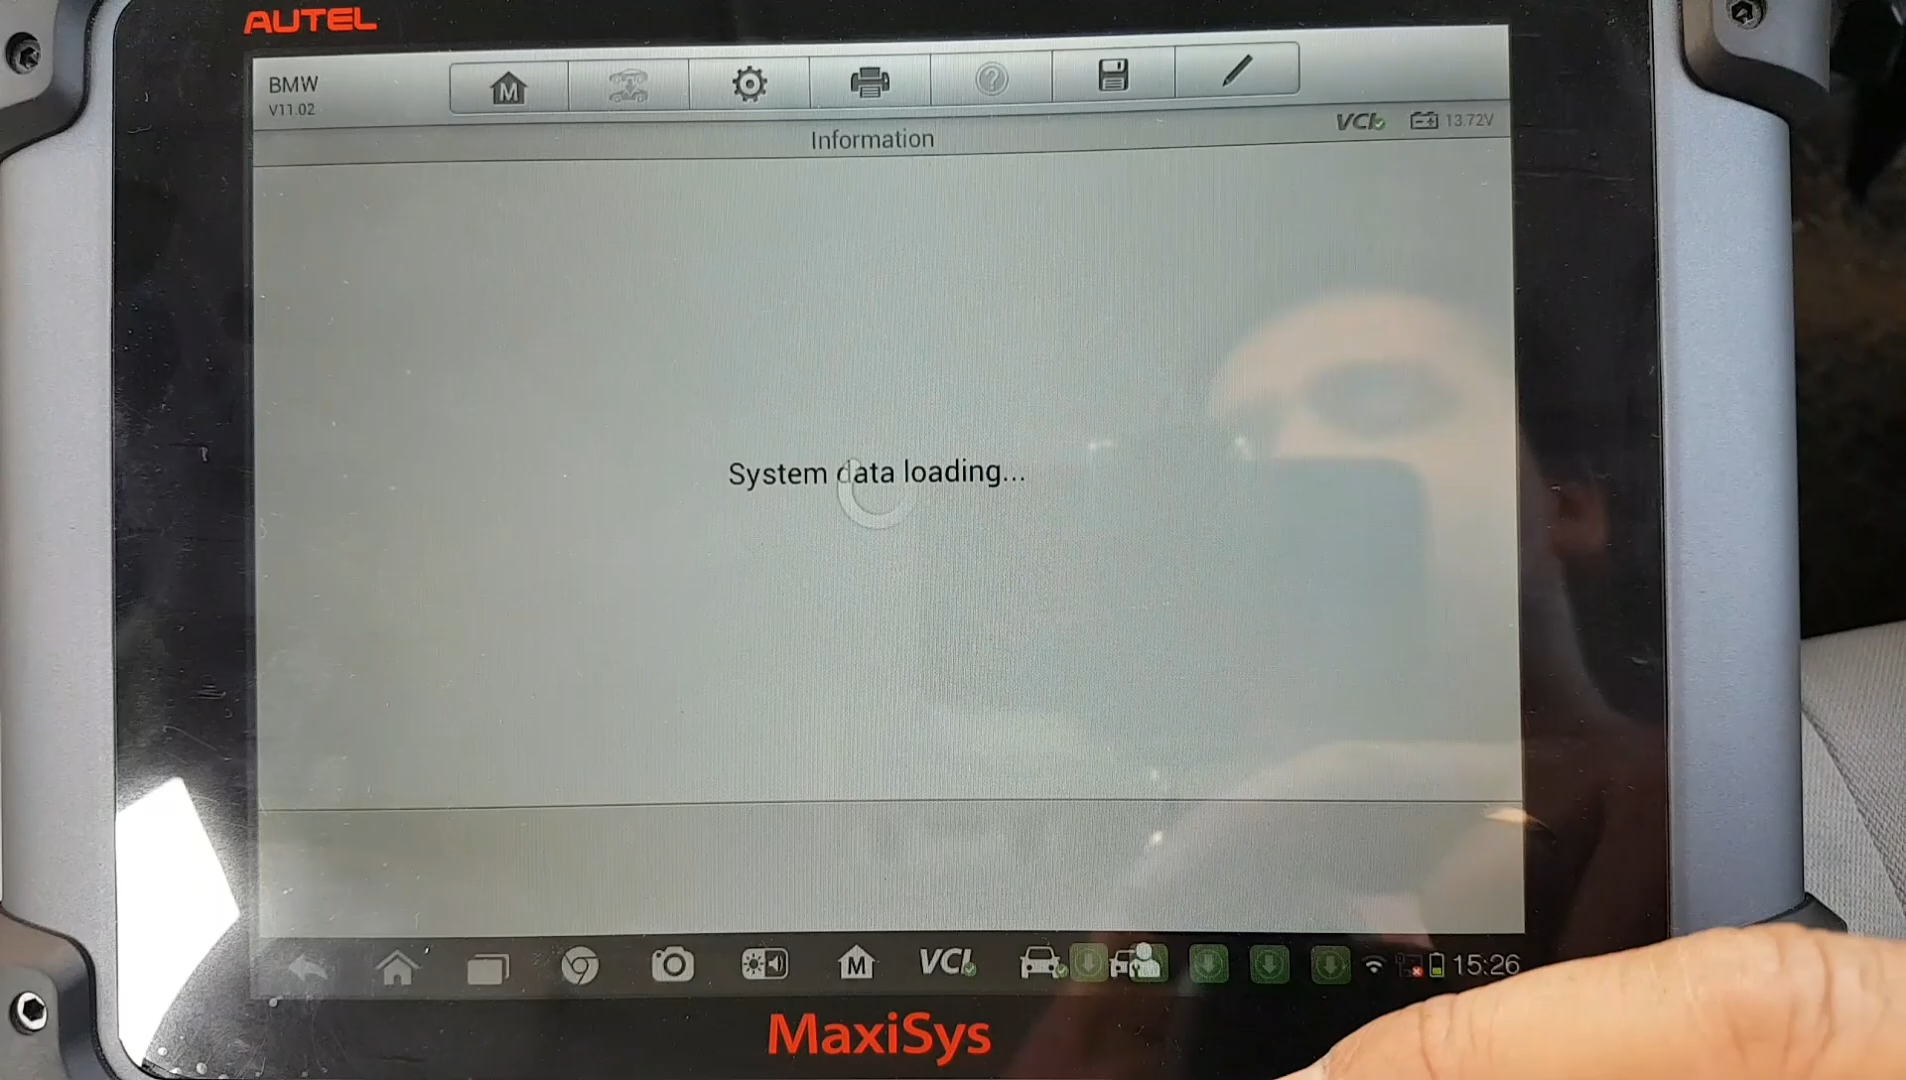 AUTEL
BMW
V11.02
M
VCI
13.72V
Information
System data loading...
M
VCI
15:26
MaxiSys